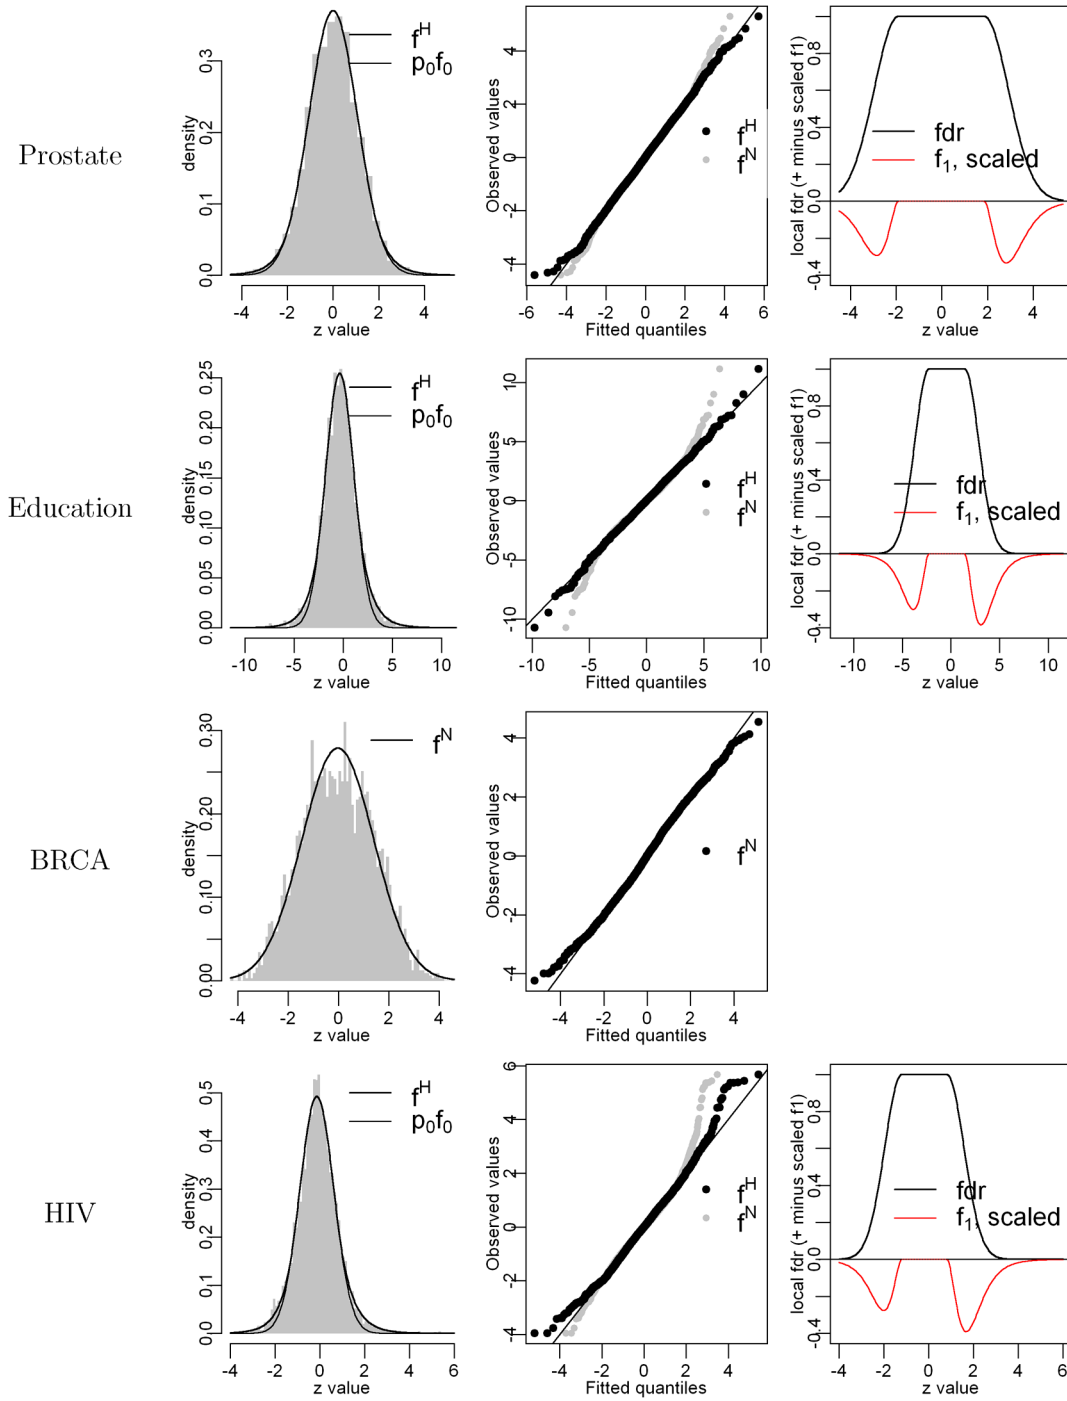 Prostate
density
0.0 0.1 0.2 0.3
f^H
p₀f₀
-4 -2 0 2 4
z value
Observed values
-4 -2 0 2 4
f^H
f^N
-6 -4 -2 0 2 4 6
Fitted quantiles
local fdr (+ minus scaled f1)
-0.4 0.0 0.4 0.8
fdr
f₁, scaled
-4 -2 0 2 4
z value
Education
density
0.00 0.05 0.10 0.15 0.20 0.25
f^H
p₀f₀
-10 -5 0 5 10
z value
Observed values
-10 -5 0 5 10
f^H
f^N
-10 -5 0 5 10
Fitted quantiles
local fdr (+ minus scaled f1)
-0.4 0.0 0.4 0.8
fdr
f₁, scaled
-10 -5 0 5 10
z value
BRCA
density
0.00 0.10 0.20 0.30
f^N
-4 -2 0 2 4
z value
Observed values
-4 -2 0 2 4
f^N
-4 -2 0 2 4
Fitted quantiles
HIV
density
0.0 0.1 0.2 0.3 0.4 0.5
f^H
p₀f₀
-4 -2 0 2 4 6
z value
Observed values
-4 -2 0 2 4 6
f^H
f^N
-4 -2 0 2 4
Fitted quantiles
local fdr (+ minus scaled f1)
-0.4 0.0 0.4 0.8
fdr
f₁, scaled
-4 -2 0 2 4 6
z value